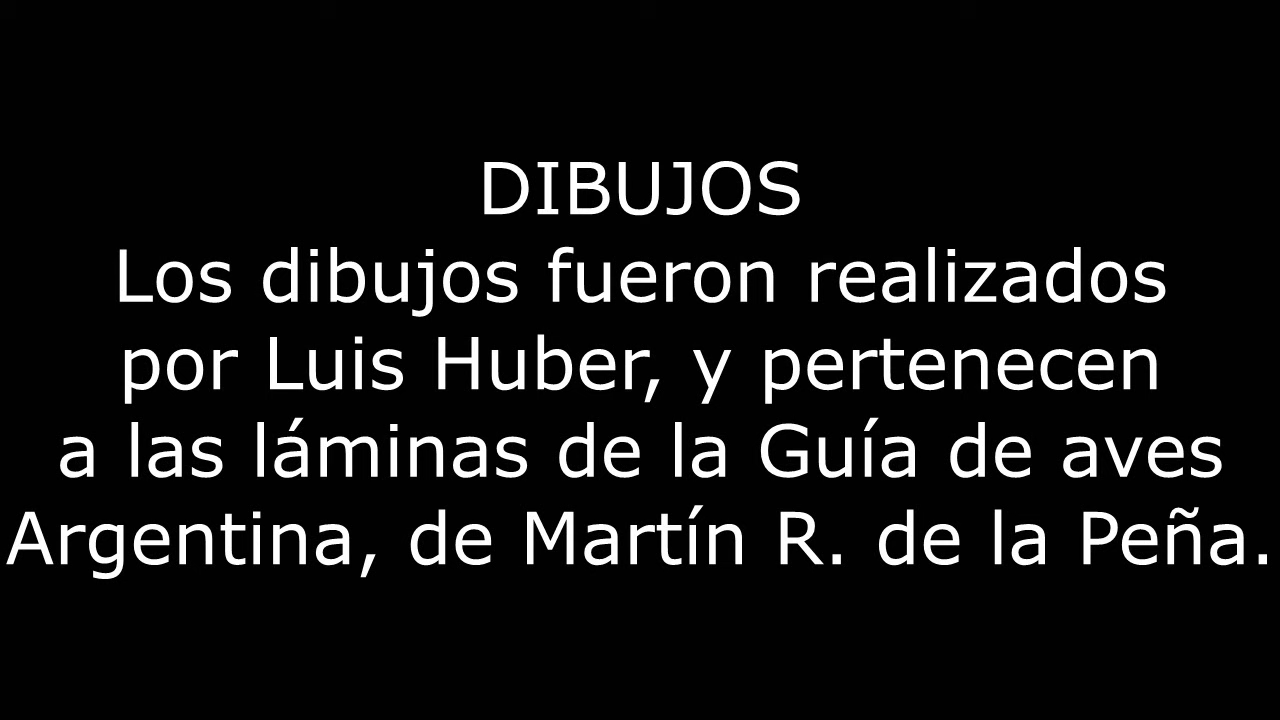 DIBUJOS
Los dibujos fueron realizados
por Luis Huber, y pertenecen
a las láminas de la Guía de aves
Argentina, de Martín R. de la Peña.